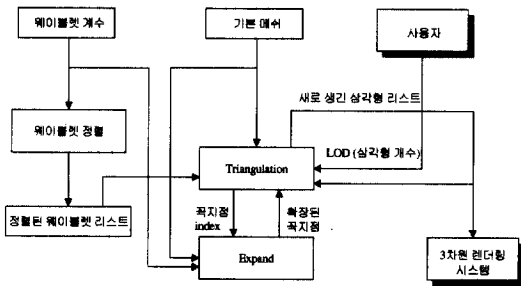 웨이블렛 계수
기본 메쉬
사용자
새로 생긴 삼각형 리스트
웨이블렛 정렬
LOD (삼각형 개수)
Triangulation
정렬된 웨이블렛 리스트
꼭지점
index
확장된
꼭지점
Expand
3차원 렌더링
시스템